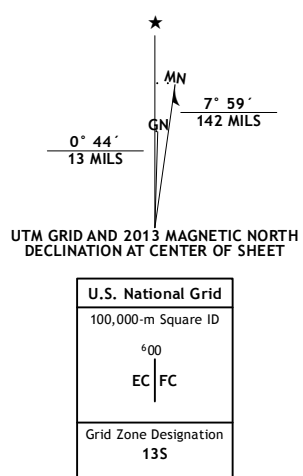 ★
MN
7° 59´
142 MILS
GN
0° 44´
13 MILS
UTM GRID AND 2013 MAGNETIC NORTH
DECLINATION AT CENTER OF SHEET
U.S. National Grid
100,000-m Square ID
⁶00
EC FC
Grid Zone Designation
13S